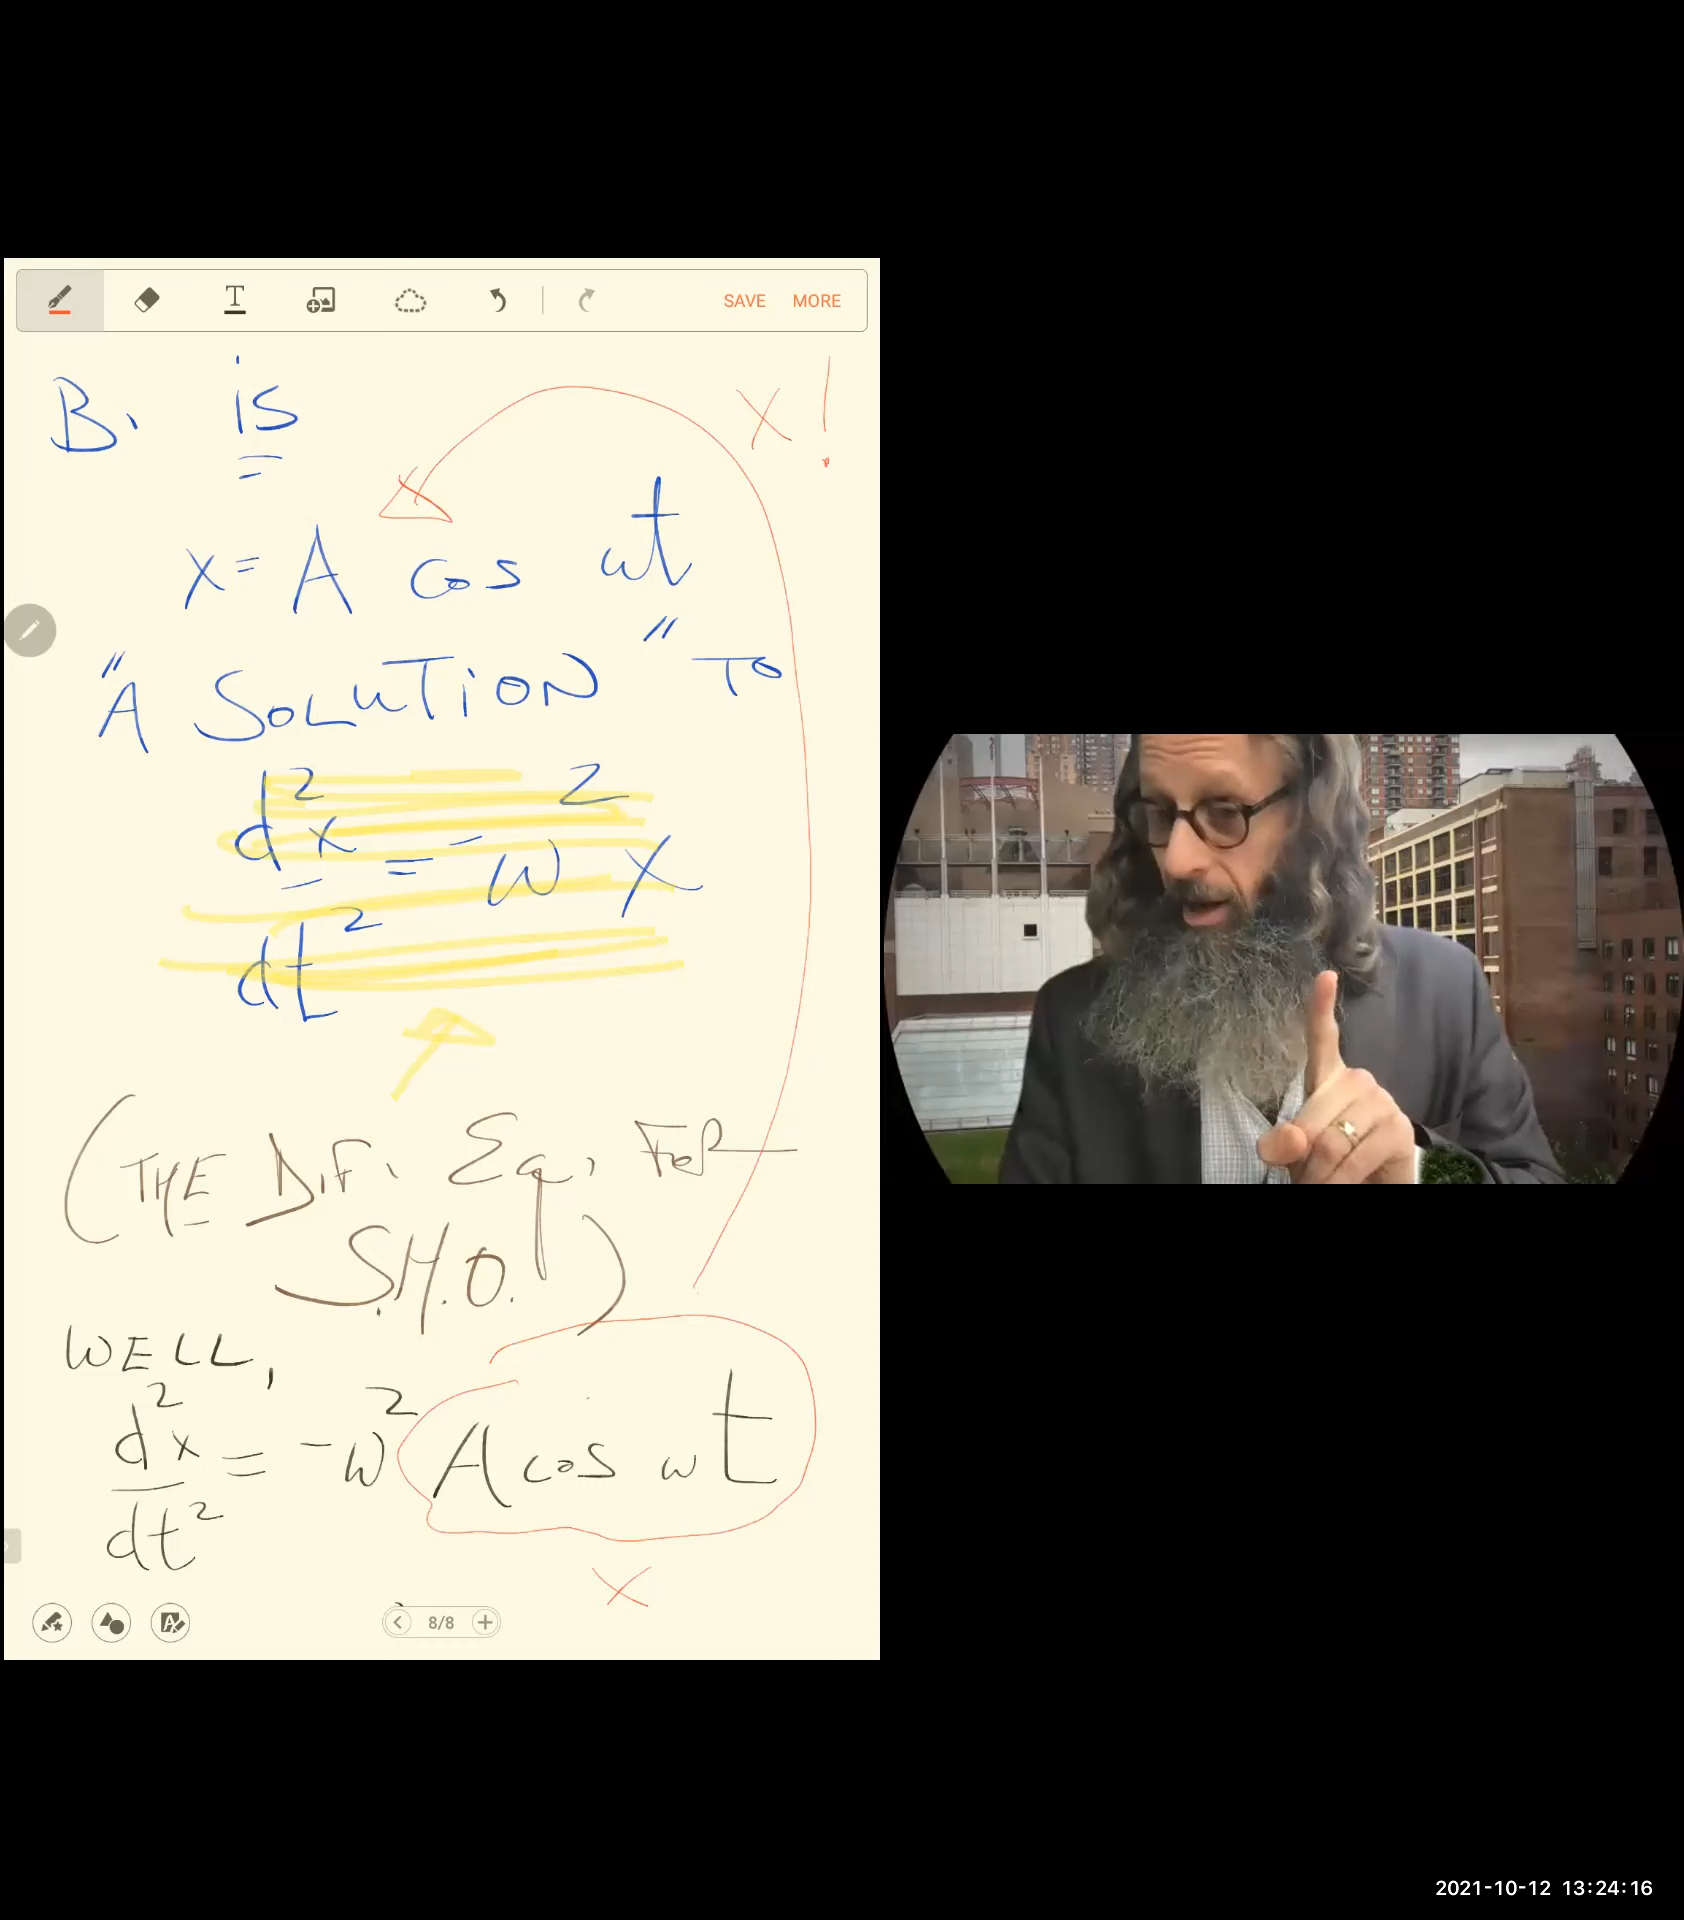 SAVE MORE
B. is
x!
x = A cos ωt
"A SOLUTION" TO
d²x/dt² = -ω² x
(THE DIF. Eq. FOR
S.H.O.)
WELL,
d²x/dt² = -ω² A cos ωt
x
8/8
2021-10-12 13:24:16